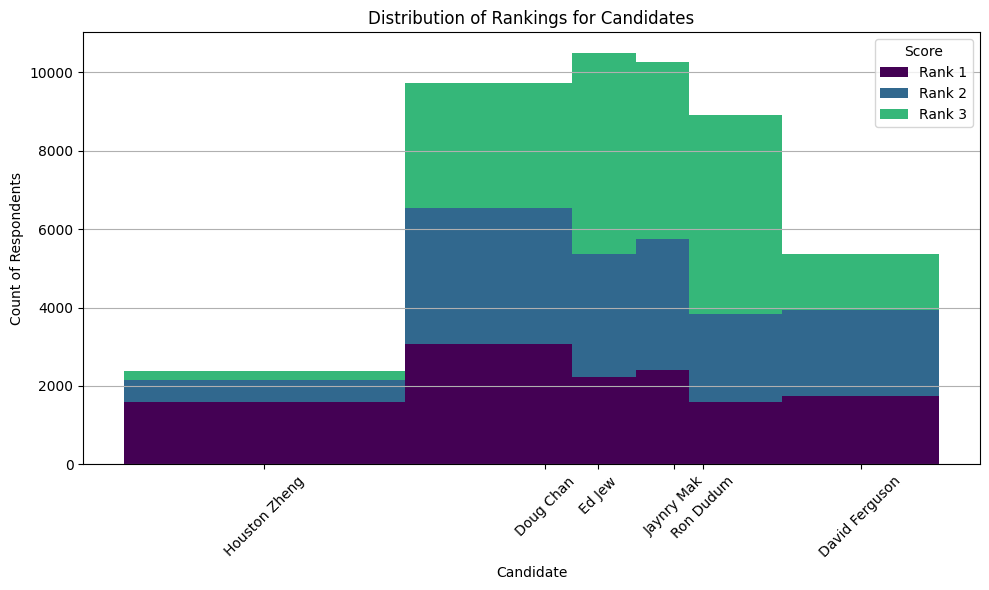 Distribution of Rankings for Candidates
Score
Rank 1
Rank 2
Rank 3
Count of Respondents
10000
8000
6000
4000
2000
0
Houston Zheng
Doug Chan
Ed Jew
Jaynry Mak
Ron Dudum
David Ferguson
Candidate